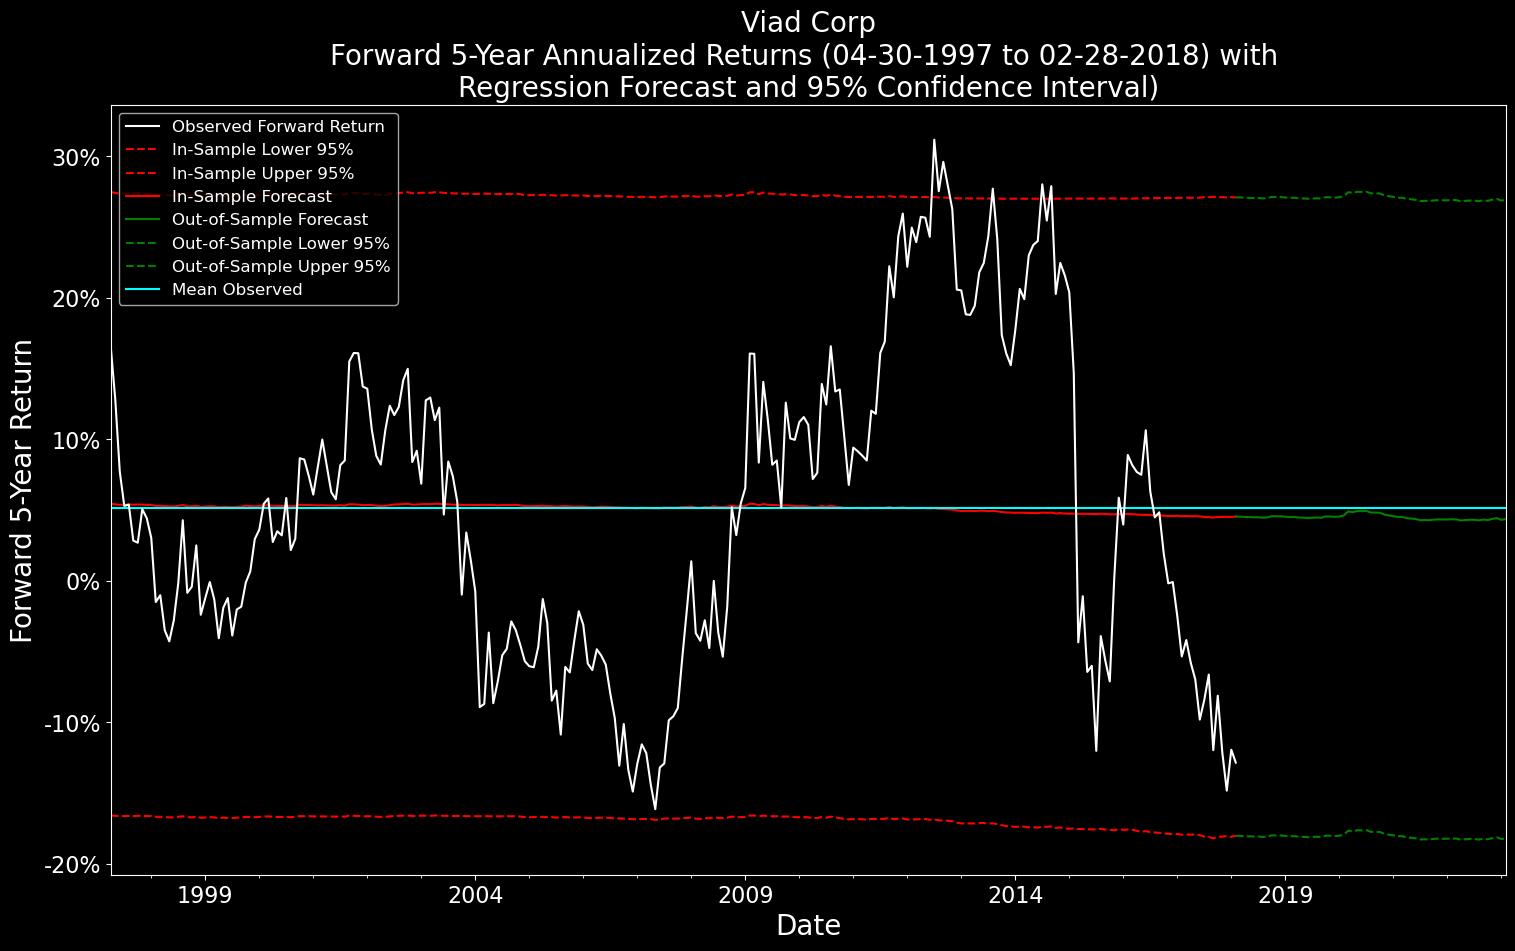 Viad Corp
Forward 5-Year Annualized Returns (04-30-1997 to 02-28-2018) with
Regression Forecast and 95% Confidence Interval)
Observed Forward Return
In-Sample Lower 95%
In-Sample Upper 95%
In-Sample Forecast
Out-of-Sample Forecast
Out-of-Sample Lower 95%
Out-of-Sample Upper 95%
Mean Observed
Forward 5-Year Return
30%
20%
10%
0%
-10%
-20%
1999 2004 2009 2014 2019
Date